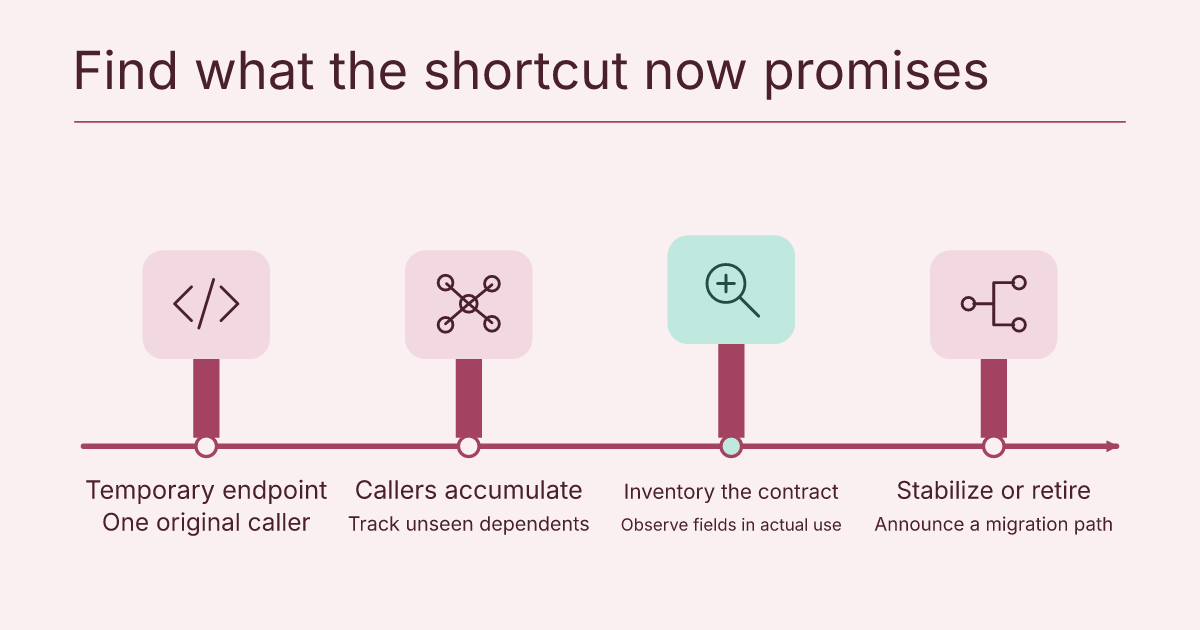 Find what the shortcut now promises
Temporary endpoint
One original caller
Callers accumulate
Track unseen dependents
Inventory the contract
Observe fields in actual use
Stabilize or retire
Announce a migration path